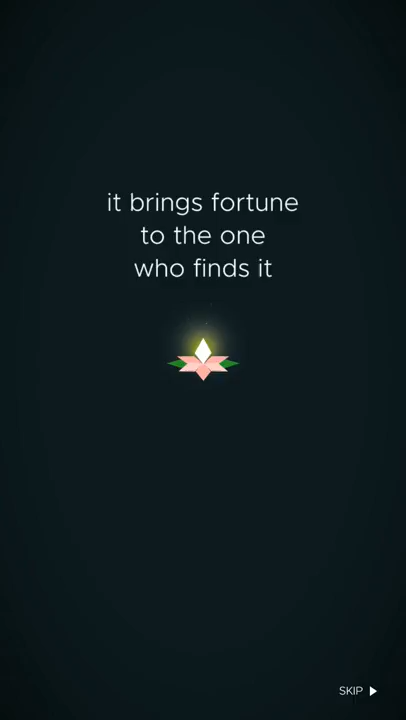 it brings fortune
to the one
who finds it
SKIP